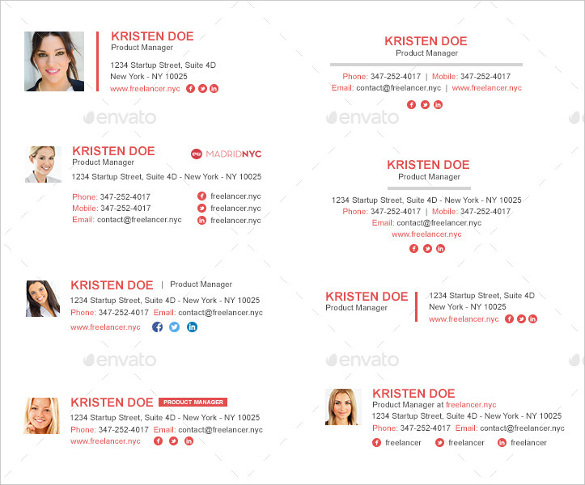 KRISTEN DOE
Product Manager
1234 Startup Street, Suite 4D
New York - NY 10025
www.freelancer.nyc
KRISTEN DOE
Product Manager
Phone: 347-252-4017 | Mobile: 347-252-4017
Email: contact@freelancer.nyc | www.freelancer.nyc
envato
envato
KRISTEN DOE
Product Manager
MADRIDNYC
1234 Startup Street, Suite 4D - New York - NY 10025
Phone: 347-252-4017
Mobile: 347-252-4017
Email: contact@freelancer.nyc
freelancer.nyc
freelancer.nyc
freelancer.nyc
KRISTEN DOE
Product Manager
1234 Startup Street, Suite 4D - New York - NY 10025
Phone: 347-252-4017 | Mobile: 347-252-4017
Email: contact@freelancer.nyc
www.freelancer.nyc
KRISTEN DOE | Product Manager
1234 Startup Street, Suite 4D - New York - NY 10025
Phone: 347-252-4017 Email: contact@freelancer.nyc
www.freelancer.nyc
KRISTEN DOE
Product Manager
1234 Startup Street, Suite 4D
New York - NY 10025
www.freelancer.nyc
envato
envato
KRISTEN DOE PRODUCT MANAGER
1234 Startup Street, Suite 4D - New York - NY 10025
Phone: 347-252-4017 Email: contact@freelancer.nyc
www.freelancer.nyc
KRISTEN DOE
Product Manager at freelancer.nyc
1234 Startup Street, Suite 4D - New York - NY 10025
Phone: 347-252-4017 Email: contact@freelancer.nyc
freelancer freelancer freelancer